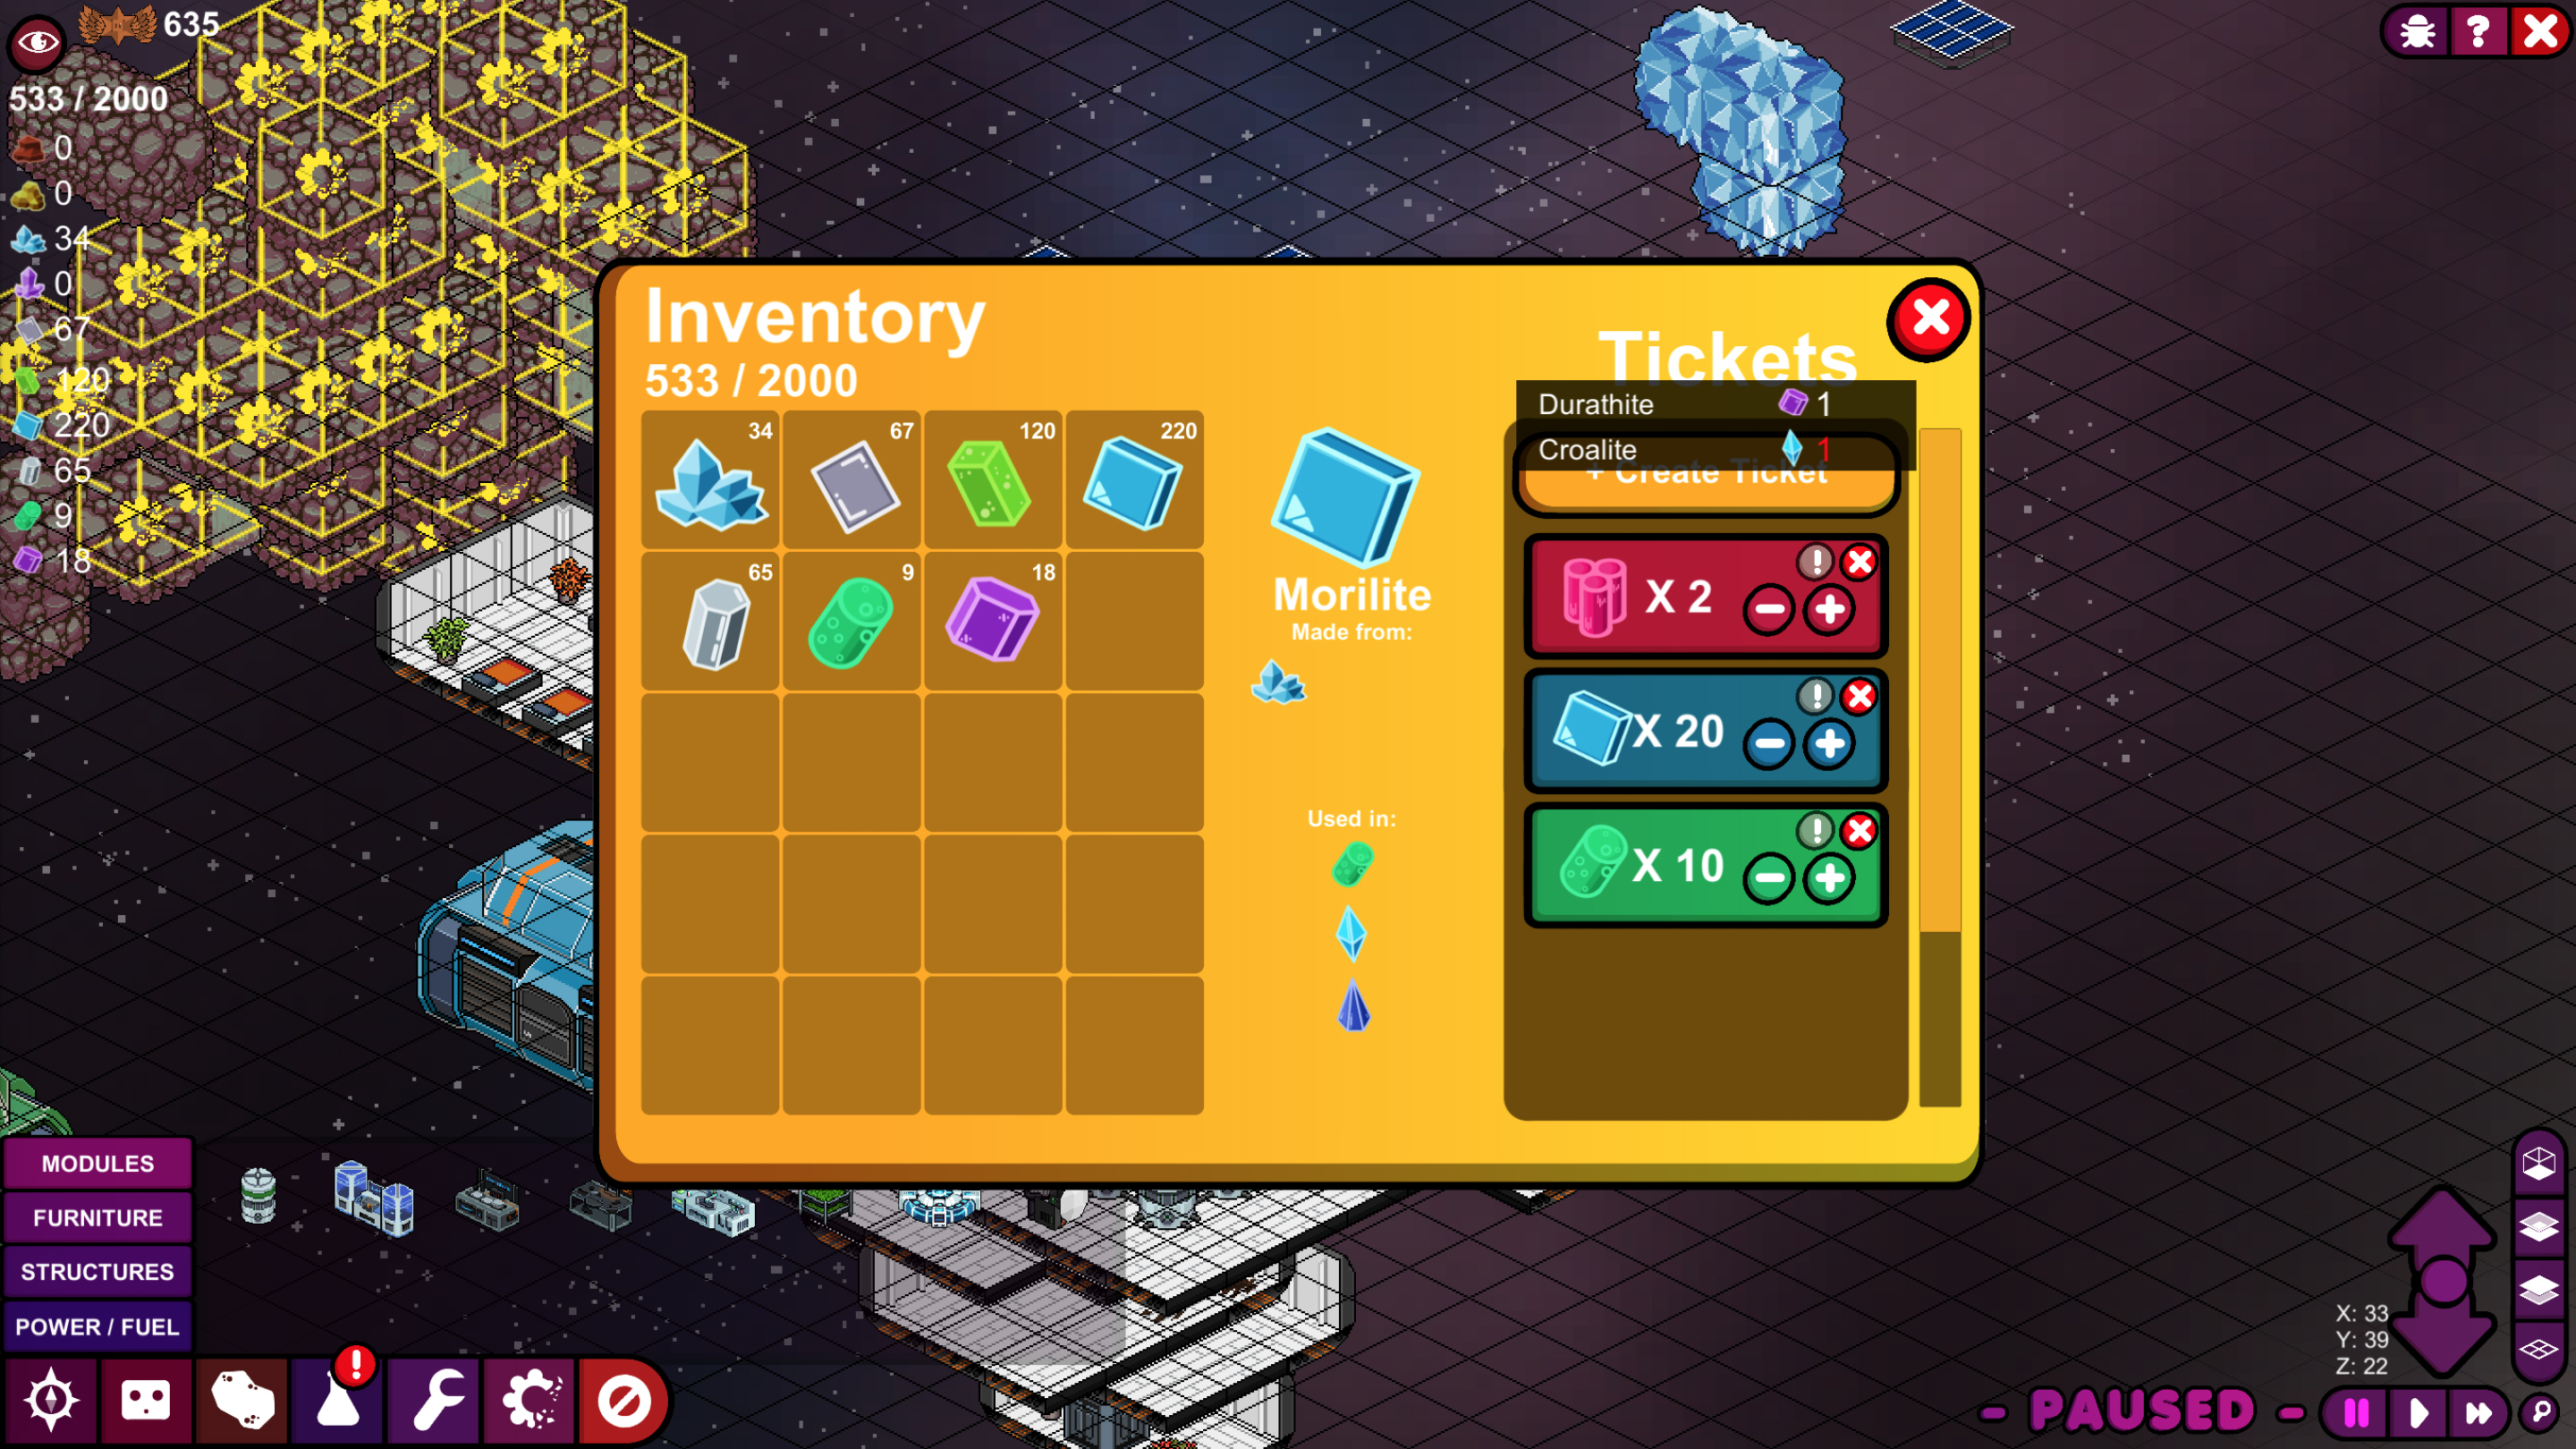 635
533 / 2000
0
0
34
0
67
120
220
65
9
18
Inventory
533 / 2000
34
67
120
220
65
9
18
Morilite
Made from:
Used in:
Tickets
Durathite 1
Croalite 1
+ Create Ticket
X 2
X 20
X 10
MODULES
FURNITURE
STRUCTURES
POWER / FUEL
X: 33
Y: 39
Z: 22
- PAUSED -